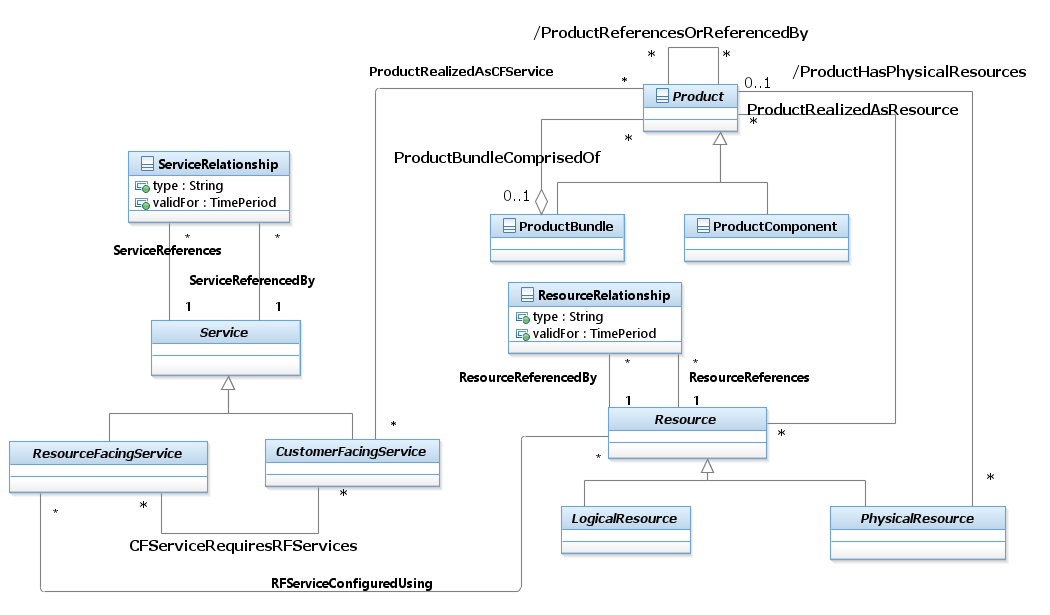 /ProductReferencesOrReferencedBy
* *
ProductRealizedAsCFService
*
0..1
/ProductHasPhysicalResources
Product
ProductRealizedAsResource
*
*
ProductBundleComprisedOf
0..1
ServiceRelationship
type : String
validFor : TimePeriod
* *
ServiceReferences
ServiceReferencedBy
1 1
ProductBundle
ProductComponent
ResourceRelationship
type : String
validFor : TimePeriod
* *
ResourceReferencedBy
ResourceReferences
1 1
Service
Resource
*
*
*
ResourceFacingService
CustomerFacingService
*
* *
*
CFServiceRequiresRFServices
RFServiceConfiguredUsing
LogicalResource
PhysicalResource